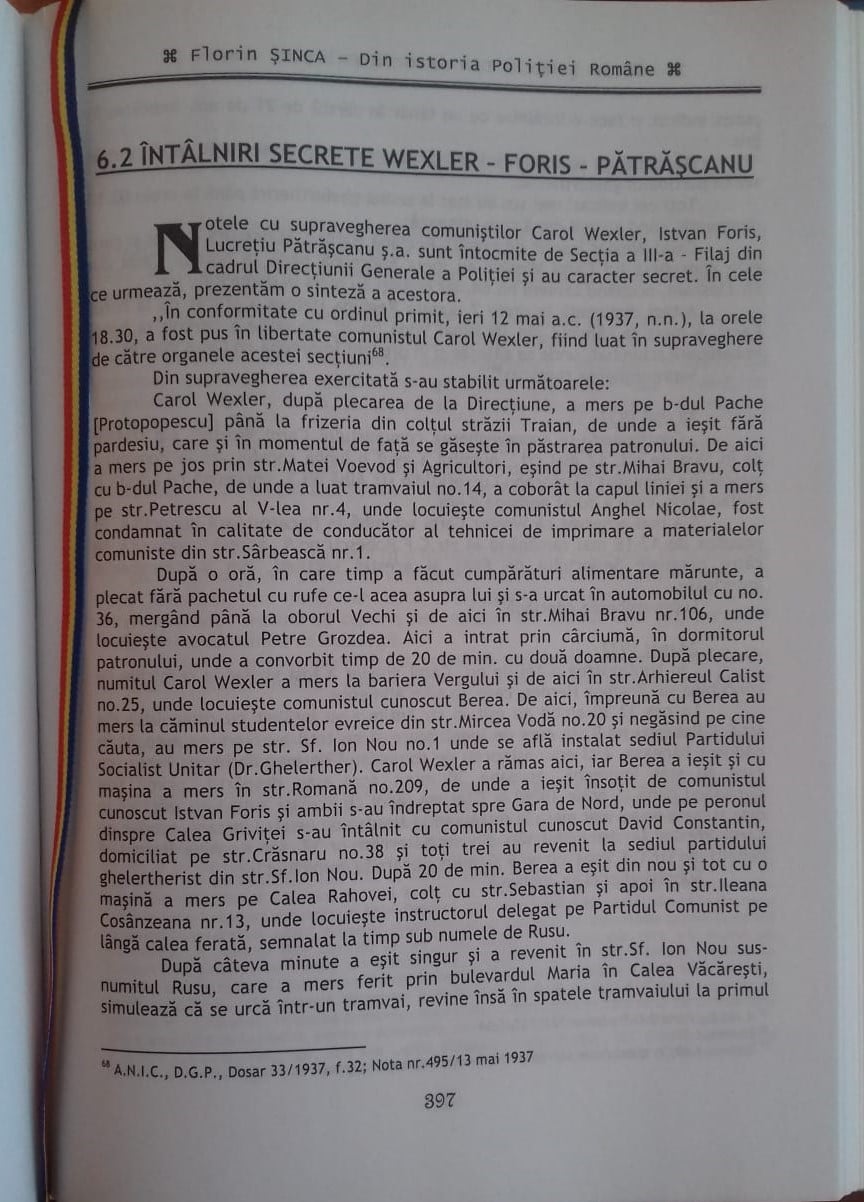 ⌘ Florin ŞINCA – Din istoria Poliţiei Române ⌘
6.2 ÎNTÂLNIRI SECRETE WEXLER - FORIS - PĂTRĂŞCANU
Notele cu supravegherea comuniştilor Carol Wexler, Istvan Foris,
Lucreţiu Pătrăşcanu ş.a. sunt întocmite de Secţia a III-a - Filaj din
cadrul Direcţiunii Generale a Poliţiei şi au caracter secret. În cele
ce urmează, prezentăm o sinteză a acestora.
,,În conformitate cu ordinul primit, ieri 12 mai a.c. (1937, n.n.), la orele
18.30, a fost pus în libertate comunistul Carol Wexler, fiind luat în supraveghere
de către organele acestei secţiuni⁶⁸.
Din supravegherea exercitată s-au stabilit următoarele:
Carol Wexler, după plecarea de la Direcţiune, a mers pe b-dul Pache
[Protopopescu] până la frizeria din colţul străzii Traian, de unde a ieşit fără
pardesiu, care şi în momentul de faţă se găseşte în păstrarea patronului. De aici
a mers pe jos prin str.Matei Voevod şi Agricultori, eşind pe str.Mihai Bravu, colţ
cu b-dul Pache, de unde a luat tramvaiul no.14, a coborât la capul liniei şi a mers
pe str.Petrescu al V-lea nr.4, unde locuieşte comunistul Anghel Nicolae, fost
condamnat în calitate de conducător al tehnicei de imprimare a materialelor
comuniste din str.Sârbească nr.1.
După o oră, în care timp a făcut cumpărături alimentare mărunte, a
plecat fără pachetul cu rufe ce-l acea asupra lui şi s-a urcat în automobilul cu no.
36, mergând până la oborul Vechi şi de aici în str.Mihai Bravu nr.106, unde
locuieşte avocatul Petre Grozdea. Aici a intrat prin cârciumă, în dormitorul
patronului, unde a convorbit timp de 20 de min. cu două doamne. După plecare,
numitul Carol Wexler a mers la bariera Vergului şi de aici în str.Arhiereul Calist
no.25, unde locuieşte comunistul cunoscut Berea. De aici, împreună cu Berea au
mers la căminul studentelor evreice din str.Mircea Vodă no.20 şi negăsind pe cine
căuta, au mers pe str. Sf. Ion Nou no.1 unde se află instalat sediul Partidului
Socialist Unitar (Dr.Ghelerther). Carol Wexler a rămas aici, iar Berea a ieşit şi cu
maşina a mers în str.Romană no.209, de unde a ieşit însoţit de comunistul
cunoscut Istvan Foris şi ambii s-au îndreptat spre Gara de Nord, unde pe peronul
dinspre Calea Griviţei s-au întâlnit cu comunistul cunoscut David Constantin,
domiciliat pe str.Crăsnaru no.38 şi toţi trei au revenit la sediul partidului
ghelertherist din str.Sf.Ion Nou. După 20 de min. Berea a eşit din nou şi tot cu o
maşină a mers pe Calea Rahovei, colţ cu str.Sebastian şi apoi în str.Ileana
Cosânzeana nr.13, unde locuieşte instructorul delegat pe Partidul Comunist pe
lângă calea ferată, semnalat la timp sub numele de Rusu.
După câteva minute a eşit singur şi a revenit în str.Sf. Ion Nou sus-
numitul Rusu, care a mers ferit prin bulevardul Maria în Calea Văcăreşti,
simulează că se urcă într-un tramvai, revine însă în spatele tramvaiului la primul
⁶⁸ A.N.I.C., D.G.P., Dosar 33/1937, f.32; Nota nr.495/13 mai 1937
397